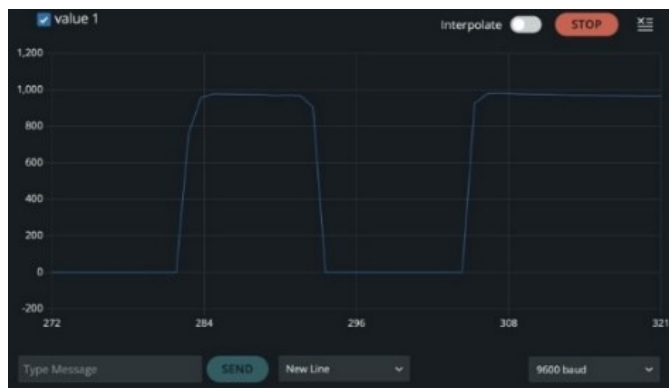 value 1
Interpolate STOP
1,200
1,000
800
600
400
200
0
-200
272 284 296 308 321
Type Message SEND New Line 9600 baud